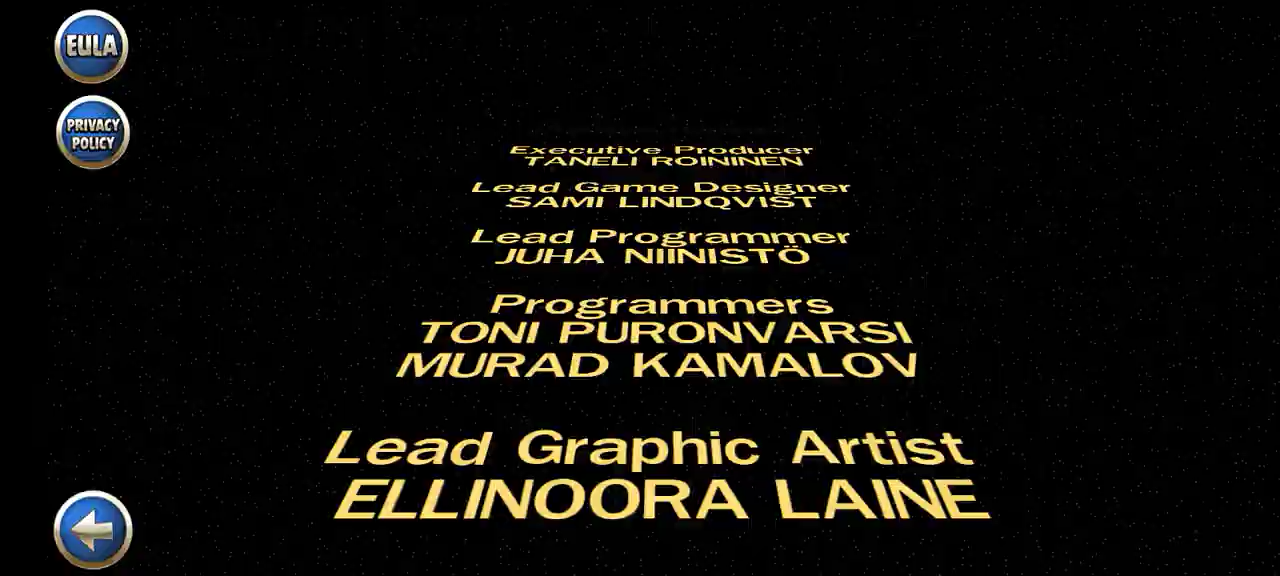 EULA
PRIVACY
POLICY
Executive Producer
TANELI ROININEN
Lead Game Designer
SAMI LINDQVIST
Lead Programmer
JUHA NIINISTÖ
Programmers
TONI PURONVARSI
MURAD KAMALOV
Lead Graphic Artist
ELLINOORA LAINE